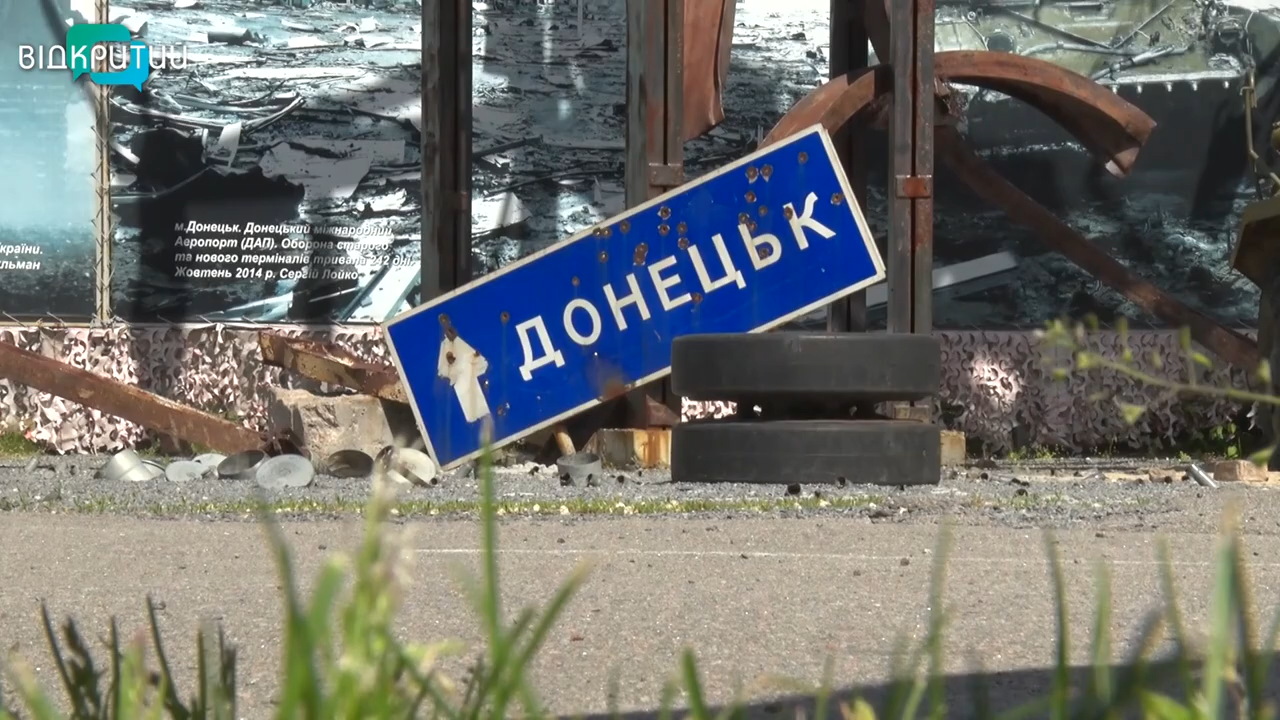 ВІДКРИТИЙ
країни.
льман
м.Донецьк. Донецький міжнародний
Аеропорт (ДАП). Оборона старого
та нового терміналів тривала 242 дні.
Жовтень 2014 р. Сергій Лойко
ДОНЕЦЬК